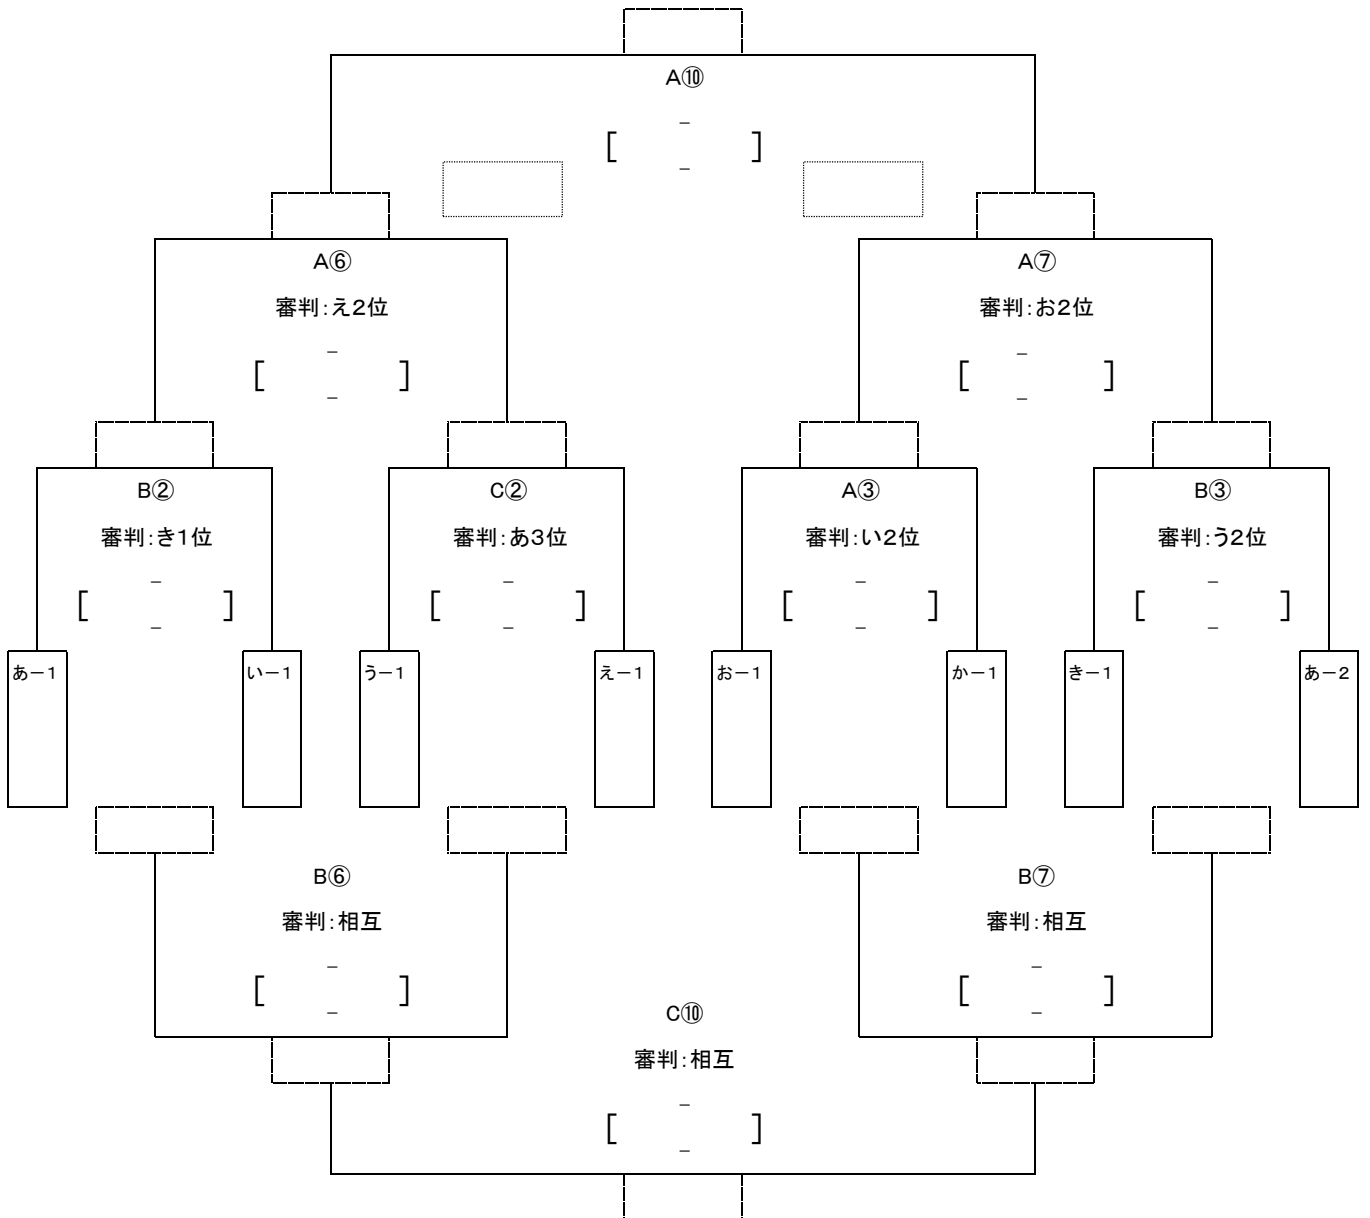 A⑩
[ – – ]
A⑥ A⑦
審判:え2位 審判:お2位
[ – – ] [ – – ]
B② C② A③ B③
審判:き1位 審判:あ3位 審判:い2位 審判:う2位
[ – – ] [ – – ] [ – – ] [ – – ]
あー1 いー1 うー1 えー1 おー1 かー1 きー1 あー2
B⑥ B⑦
審判:相互 審判:相互
[ – – ] [ – – ]
C⑩
審判:相互
[ – – ]